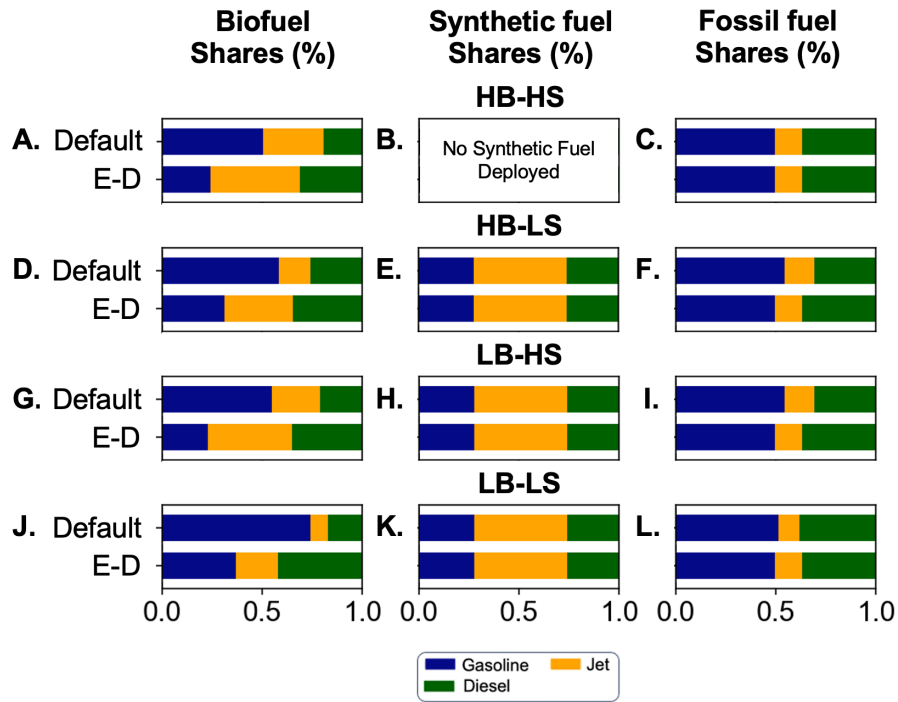 Biofuel
Shares (%)
Synthetic fuel
Shares (%)
Fossil fuel
Shares (%)
HB-HS
A. Default
E-D
B.
No Synthetic Fuel
Deployed
C.
HB-LS
D. Default
E-D
E.
F.
LB-HS
G. Default
E-D
H.
I.
LB-LS
J. Default
E-D
K.
L.
0.0 0.5 1.0
0.0 0.5 1.0
0.0 0.5 1.0
Gasoline Jet
Diesel